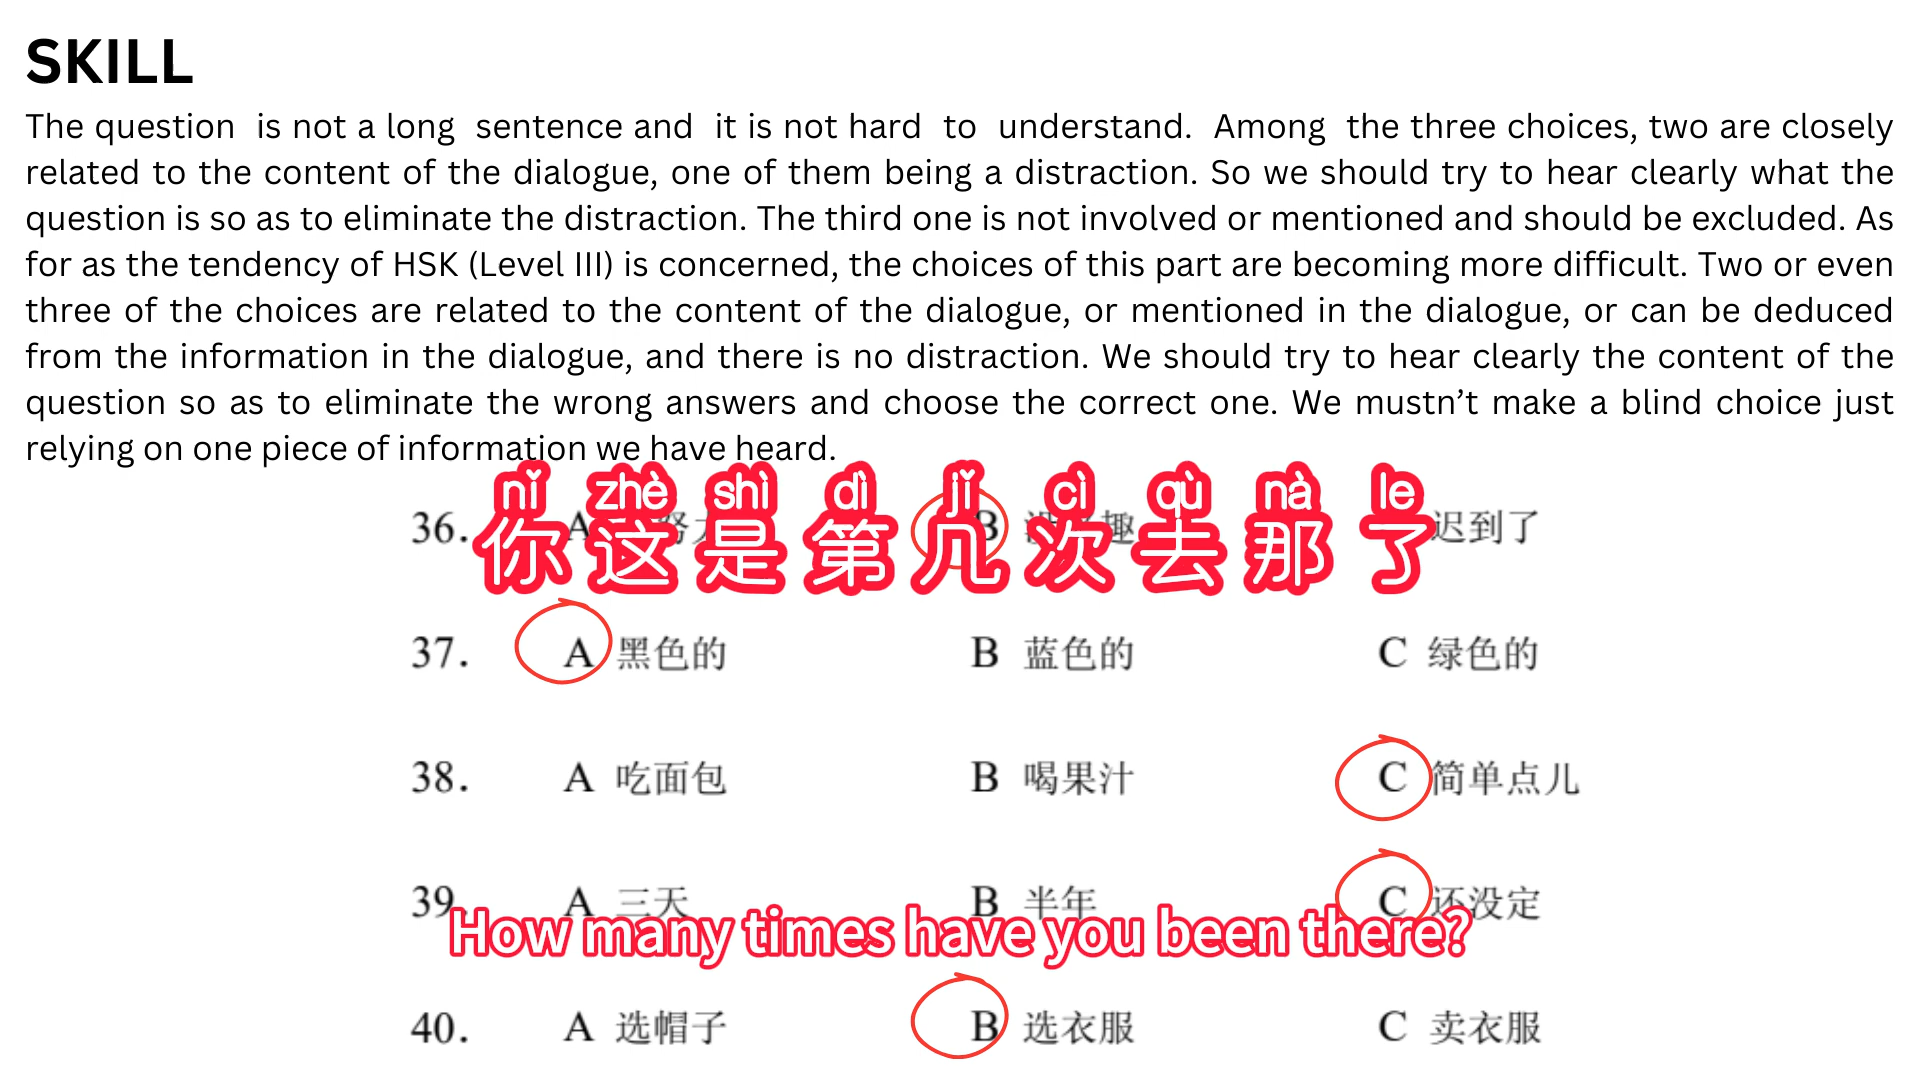 SKILL
The question is not a long sentence and it is not hard to understand. Among the three choices, two are closely
related to the content of the dialogue, one of them being a distraction. So we should try to hear clearly what the
question is so as to eliminate the distraction. The third one is not involved or mentioned and should be excluded. As
for as the tendency of HSK (Level III) is concerned, the choices of this part are becoming more difficult. Two or even
three of the choices are related to the content of the dialogue, or mentioned in the dialogue, or can be deduced
from the information in the dialogue, and there is no distraction. We should try to hear clearly the content of the
question so as to eliminate the wrong answers and choose the correct one. We mustn’t make a blind choice just
relying on one piece of information we have heard.
nǐ zhè shì dì jǐ cì qù nà le
你这是第几次去那了
36. A B 趣 迟到了
37. A 黑色的 B 蓝色的 C 绿色的
38. A 吃面包 B 喝果汁 C 简单点儿
39. A 三天 B 半年 C 还没定
How many times have you been there?
40. A 选帽子 B 选衣服 C 卖衣服